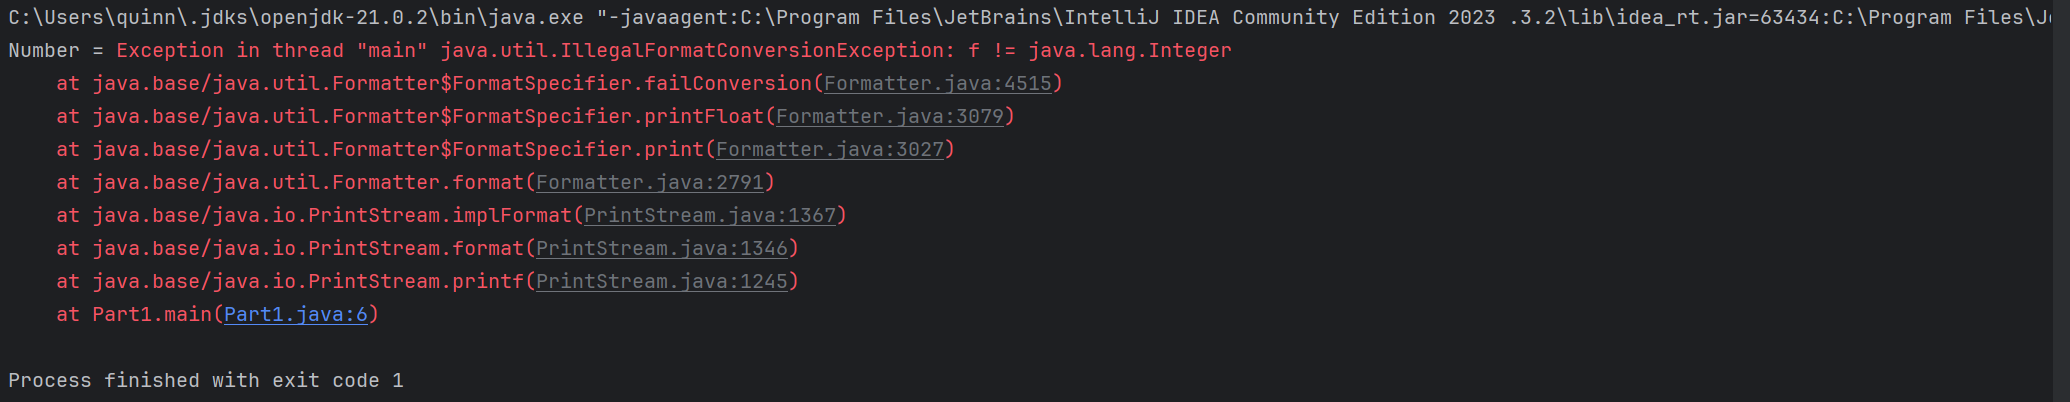 C:\Users\quinn\.jdks\openjdk-21.0.2\bin\java.exe "-javaagent:C:\Program Files\JetBrains\IntelliJ IDEA Community Edition 2023 .3.2\lib\idea_rt.jar=63434:C:\Program Files\J
Number = Exception in thread "main" java.util.IllegalFormatConversionException: f != java.lang.Integer
    at java.base/java.util.Formatter$FormatSpecifier.failConversion(Formatter.java:4515)
    at java.base/java.util.Formatter$FormatSpecifier.printFloat(Formatter.java:3079)
    at java.base/java.util.Formatter$FormatSpecifier.print(Formatter.java:3027)
    at java.base/java.util.Formatter.format(Formatter.java:2791)
    at java.base/java.io.PrintStream.implFormat(PrintStream.java:1367)
    at java.base/java.io.PrintStream.format(PrintStream.java:1346)
    at java.base/java.io.PrintStream.printf(PrintStream.java:1245)
    at Part1.main(Part1.java:6)
Process finished with exit code 1